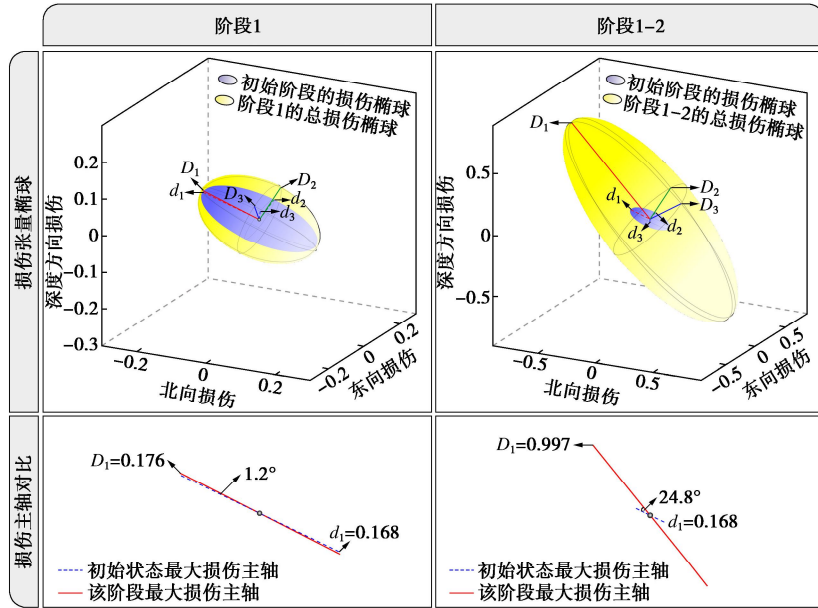 阶段1
阶段1-2
损伤张量椭球
初始阶段的损伤椭球
阶段1的总损伤椭球
D₁
d₁
D₃
D₂
d₂
d₃
深度方向损伤
0.2
0.1
0
-0.1
-0.2
-0.3
-0.2
0
0.2
北向损伤
-0.2
0
0.2
东向损伤
初始阶段的损伤椭球
阶段1-2的总损伤椭球
D₁
d₁
D₂
D₃
d₂
d₃
深度方向损伤
0.5
0
-0.5
-0.5
0
0.5
北向损伤
-0.5
0
0.5
东向损伤
损伤主轴对比
D₁=0.176
1.2°
d₁=0.168
初始状态最大损伤主轴
该阶段最大损伤主轴
D₁=0.997
24.8°
d₁=0.168
初始状态最大损伤主轴
该阶段最大损伤主轴